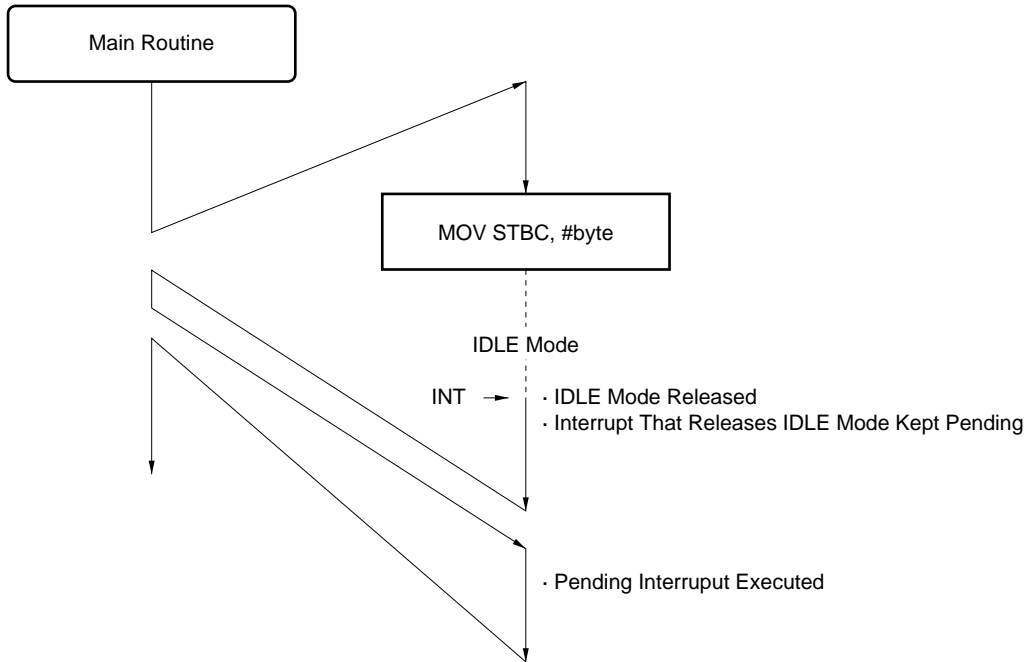 Main Routine
MOV STBC, #byte
IDLE Mode
INT
· IDLE Mode Released
· Interrupt That Releases IDLE Mode Kept Pending
· Pending Interruput Executed